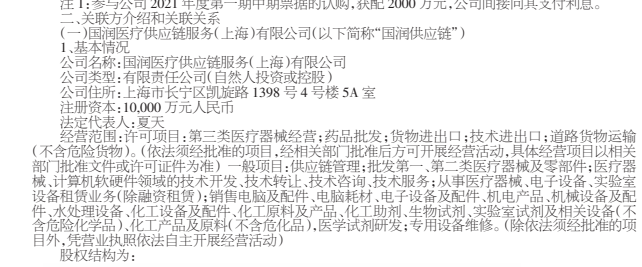 注 1:参与公司 2021 年度第一期中期票据的认购,获配 2000 万元,公司间接向其支付利息。
二、关联方介绍和关联关系
(一)国润医疗供应链服务(上海)有限公司(以下简称“国润供应链”)
1、基本情况
公司名称:国润医疗供应链服务(上海)有限公司
公司类型:有限责任公司(自然人投资或控股)
公司住所:上海市长宁区凯旋路 1398 号 4 号楼 5A 室
注册资本:10,000 万元人民币
法定代表人:夏天
经营范围:许可项目:第三类医疗器械经营;药品批发;货物进出口;技术进出口;道路货物运输
(不含危险货物)。(依法须经批准的项目,经相关部门批准后方可开展经营活动,具体经营项目以相关
部门批准文件或许可证件为准) 一般项目:供应链管理;批发第一、第二类医疗器械及零部件;医疗器
械、计算机软硬件领域的技术开发、技术转让、技术咨询、技术服务;从事医疗器械、电子设备、实验室
设备租赁业务(除融资租赁);销售电脑及配件、电脑耗材、电子设备及配件、机电产品、机械设备及配
件、水处理设备、化工设备及配件、化工原料及产品、化工助剂、生物试剂、实验室试剂及相关设备(不
含危险化学品)、化工产品及原料(不含危化品),医学试剂研发;专用设备维修。(除依法须经批准的项
目外,凭营业执照依法自主开展经营活动)
股权结构为: